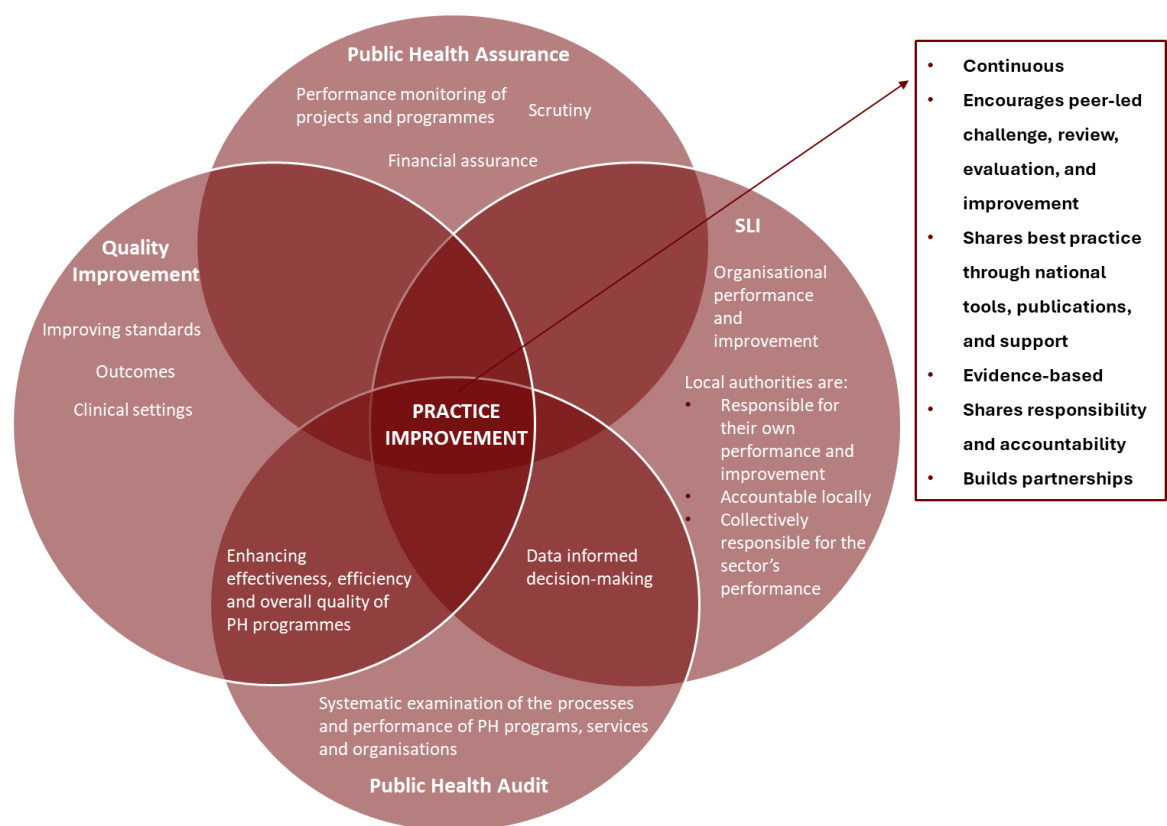 Public Health Assurance
Performance monitoring of
projects and programmes
Scrutiny
Financial assurance
Quality
Improvement
Improving standards
Outcomes
Clinical settings
SLI
Organisational
performance
and
improvement
Local authorities are:
• Responsible for
their own
performance and
improvement
• Accountable locally
• Collectively
responsible for the
sector's
performance
PRACTICE
IMPROVEMENT
Enhancing
effectiveness, efficiency
and overall quality of
PH programmes
Data informed
decision-making
Systematic examination of the processes
and performance of PH programs, services
and organisations
Public Health Audit
• Continuous
• Encourages peer-led
challenge, review,
evaluation, and
improvement
• Shares best practice
through national
tools, publications,
and support
• Evidence-based
• Shares responsibility
and accountability
• Builds partnerships